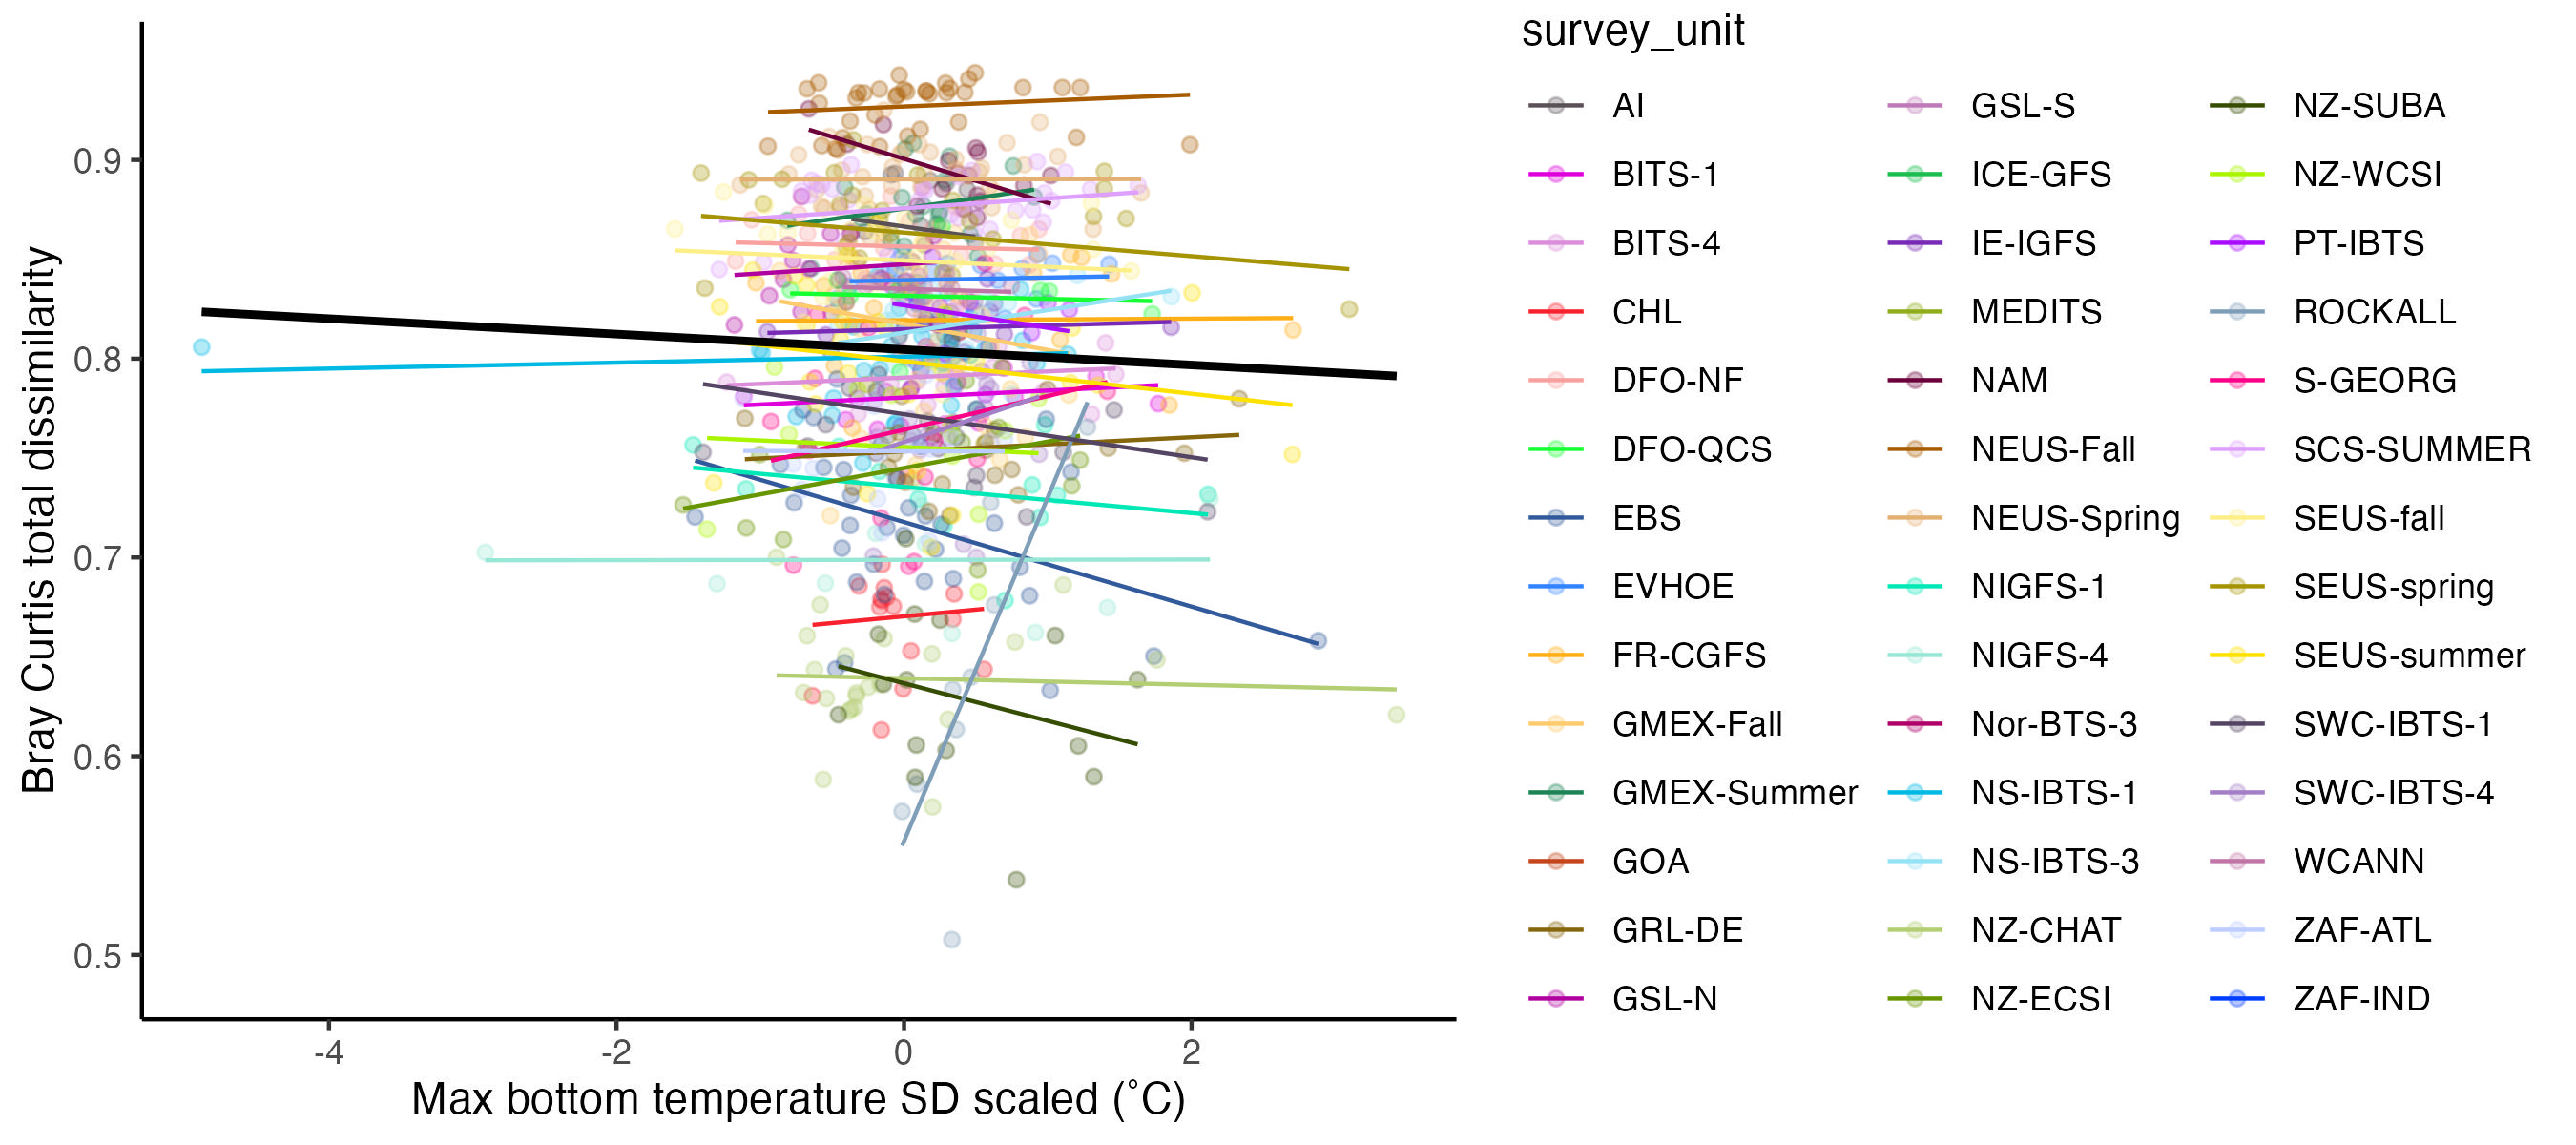 survey_unit
AI
BITS-1
BITS-4
CHL
DFO-NF
DFO-QCS
EBS
EVHOE
FR-CGFS
GMEX-Fall
GMEX-Summer
GOA
GRL-DE
GSL-N
GSL-S
ICE-GFS
IE-IGFS
MEDITS
NAM
NEUS-Fall
NEUS-Spring
NIGFS-1
NIGFS-4
Nor-BTS-3
NS-IBTS-1
NS-IBTS-3
NZ-CHAT
NZ-ECSI
NZ-SUBA
NZ-WCSI
PT-IBTS
ROCKALL
S-GEORG
SCS-SUMMER
SEUS-fall
SEUS-spring
SEUS-summer
SWC-IBTS-1
SWC-IBTS-4
WCANN
ZAF-ATL
ZAF-IND
Bray Curtis total dissimilarity
0.9
0.8
0.7
0.6
0.5
-4 -2 0 2
Max bottom temperature SD scaled (˚C)